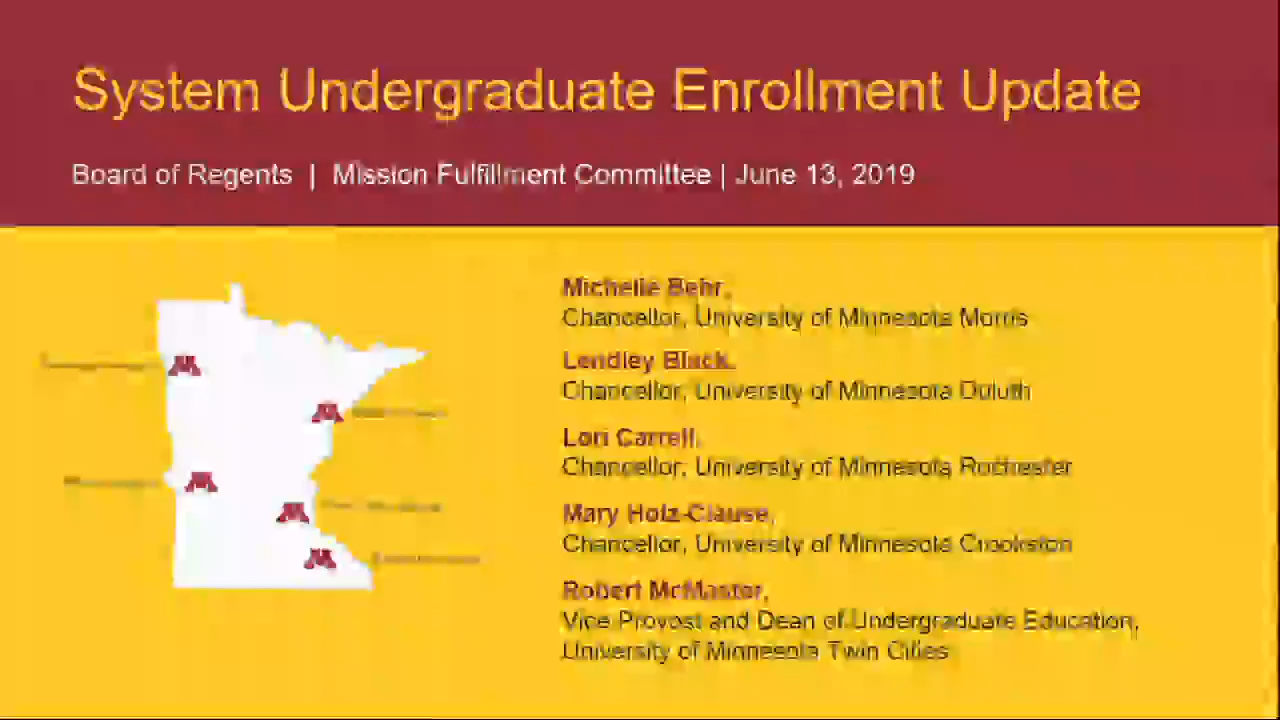 System Undergraduate Enrollment Update
Board of Regents | Mission Fulfillment Committee | June 13, 2019
Michelle Behr,
Chancellor, University of Minnesota Morris
Lendley Black,
Chancellor, University of Minnesota Duluth
Lori Carrell,
Chancellor, University of Minnesota Rochester
Mary Holz-Clause,
Chancellor, University of Minnesota Crookston
Robert McMaster,
Vice Provost and Dean of Undergraduate Education,
University of Minnesota Twin Cities